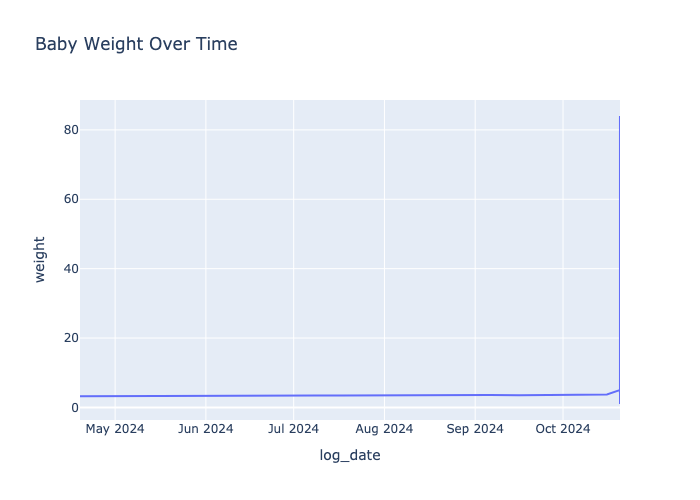 Baby Weight Over Time
weight
80
60
40
20
0
May 2024
Jun 2024
Jul 2024
Aug 2024
Sep 2024
Oct 2024
log_date